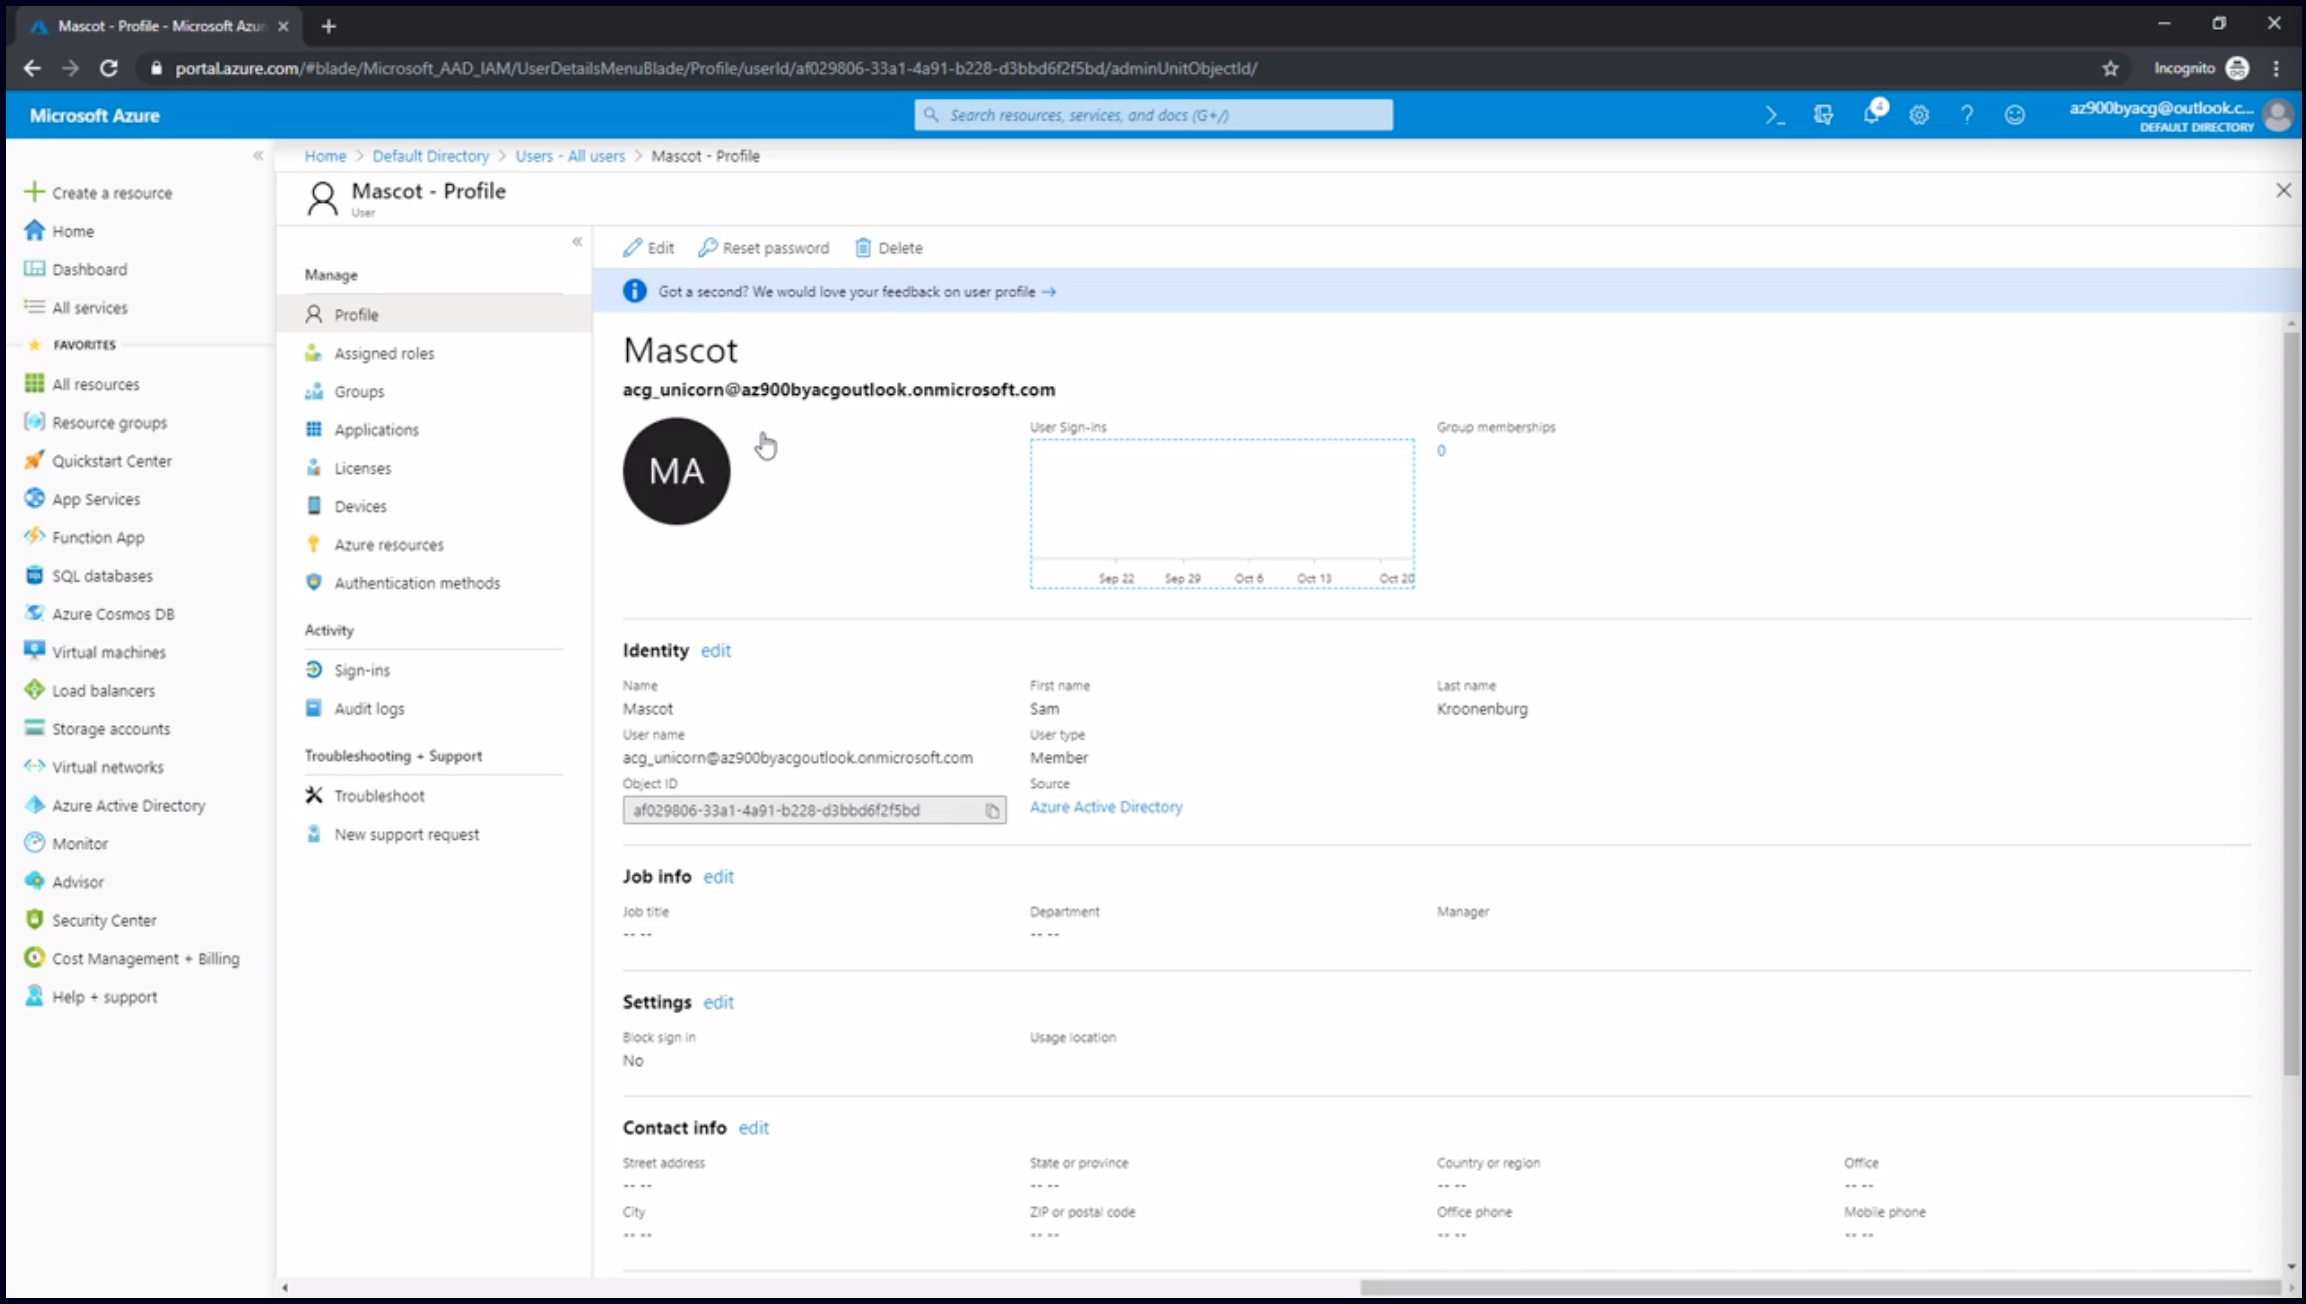 Mascot - Profile - Microsoft Azu
portal.azure.com/#blade/Microsoft_AAD_IAM/UserDetailsMenuBlade/Profile/userId/af029806-33a1-4a91-b228-d3bbd6f2f5bd/adminUnitObjectId/
Incognito
Microsoft Azure
Search resources, services, and docs (G+/)
4
az900byacg@outlook.c...
DEFAULT DIRECTORY
Home > Default Directory > Users - All users > Mascot - Profile
Mascot - Profile
User
Create a resource
Home
Dashboard
All services
FAVORITES
All resources
Resource groups
Quickstart Center
App Services
Function App
SQL databases
Azure Cosmos DB
Virtual machines
Load balancers
Storage accounts
Virtual networks
Azure Active Directory
Monitor
Advisor
Security Center
Cost Management + Billing
Help + support
Manage
Profile
Assigned roles
Groups
Applications
Licenses
Devices
Azure resources
Authentication methods
Activity
Sign-ins
Audit logs
Troubleshooting + Support
Troubleshoot
New support request
Edit Reset password Delete
Got a second? We would love your feedback on user profile →
Mascot
acg_unicorn@az900byacgoutlook.onmicrosoft.com
MA
User Sign-ins
Sep 22 Sep 29 Oct 6 Oct 13 Oct 20
Group memberships
0
Identity edit
Name First name Last name
Mascot Sam Kroonenburg
User name User type
acg_unicorn@az900byacgoutlook.onmicrosoft.com Member
Object ID Source
af029806-33a1-4a91-b228-d3bbd6f2f5bd Azure Active Directory
Job info edit
Job title Department Manager
-- -- -- --
Settings edit
Block sign in Usage location
No
Contact info edit
Street address State or province Country or region Office
-- -- -- -- -- -- -- --
City ZIP or postal code Office phone Mobile phone
-- -- -- -- -- -- -- --